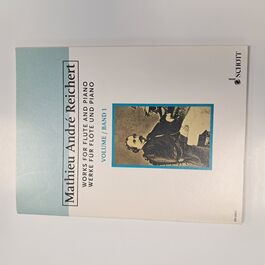 Mathieu André Reichert
WORKS FOR FLUTE AND PIANO
WERKE FÜR FLÖTE UND PIANO
VOLUME / BAND 1
SCHOTT